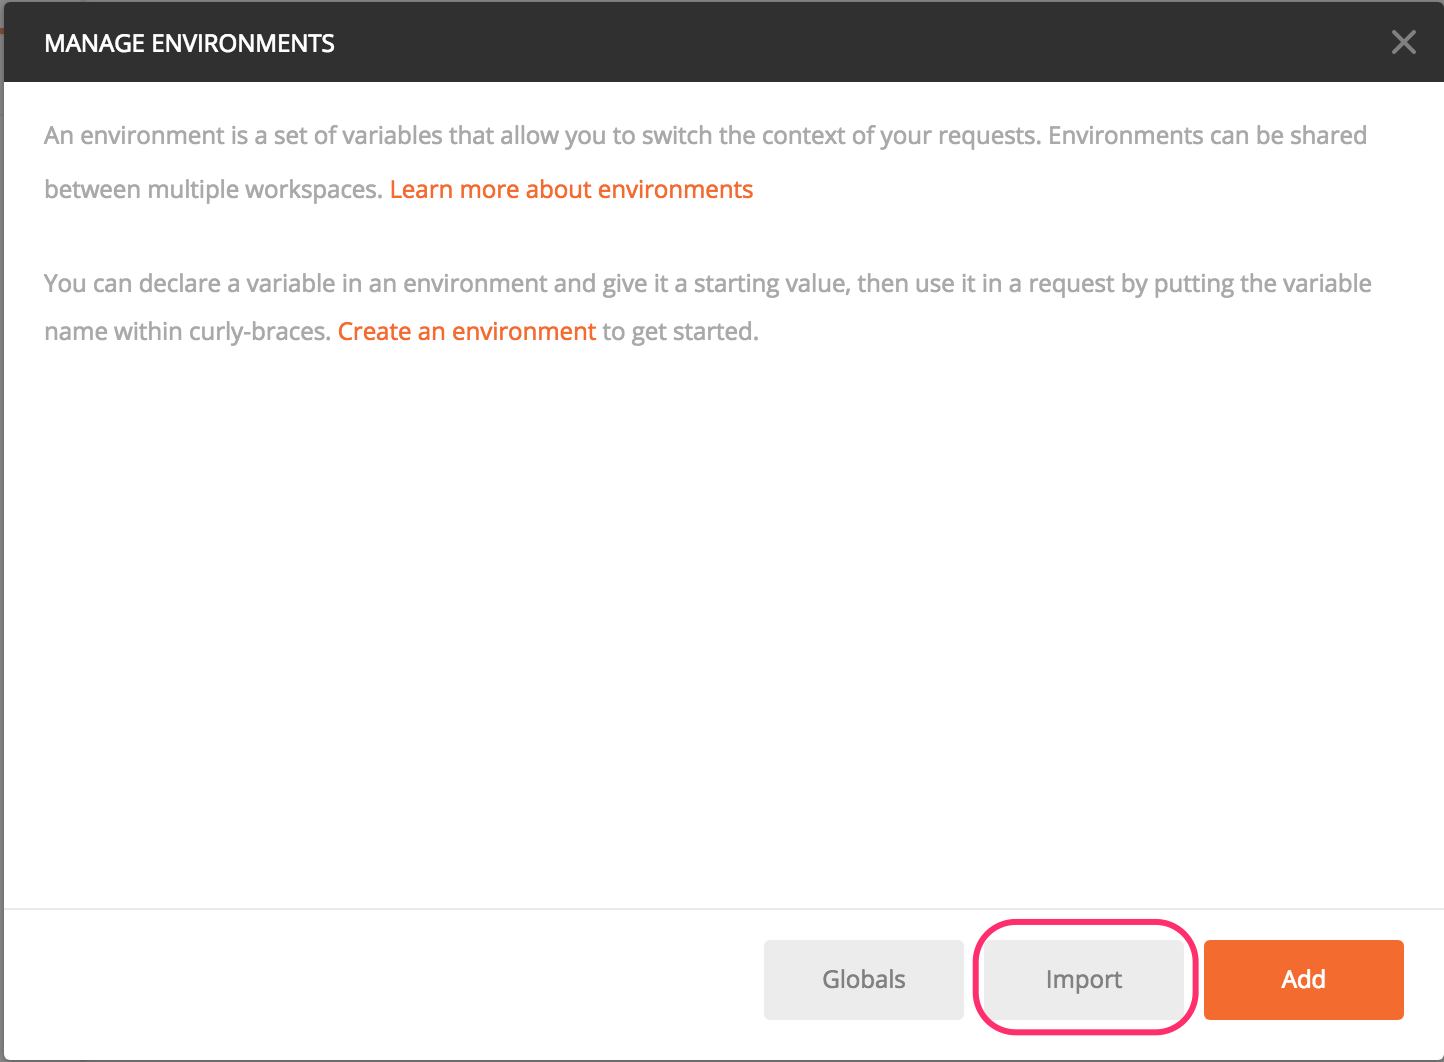 MANAGE ENVIRONMENTS
An environment is a set of variables that allow you to switch the context of your requests. Environments can be shared
between multiple workspaces. Learn more about environments
You can declare a variable in an environment and give it a starting value, then use it in a request by putting the variable
name within curly-braces. Create an environment to get started.
Globals Import Add